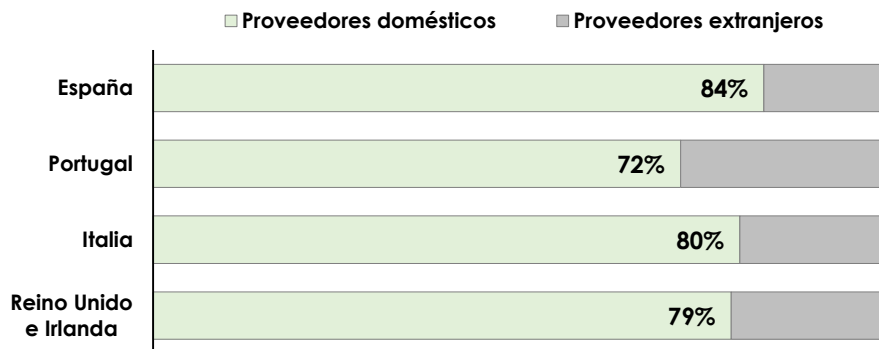 Proveedores domésticos
Proveedores extranjeros
España
84%
Portugal
72%
Italia
80%
Reino Unido
e Irlanda
79%